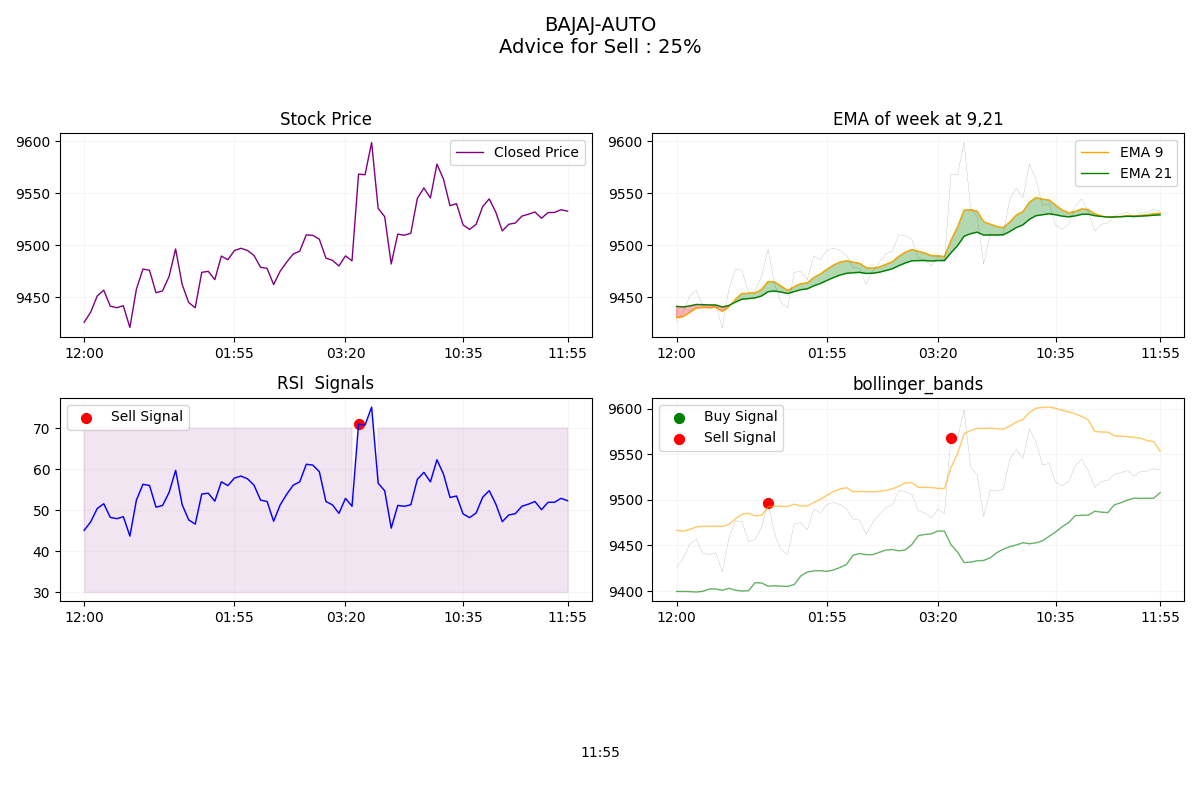 BAJAJ-AUTO
Advice for Sell : 25%
Stock Price
9600
9550
9500
9450
Closed Price
12:00 01:55 03:20 10:35 11:55
EMA of week at 9,21
9600
9550
9500
9450
EMA 9
EMA 21
12:00 01:55 03:20 10:35 11:55
RSI  Signals
70
60
50
40
30
Sell Signal
12:00 01:55 03:20 10:35 11:55
bollinger_bands
9600
9550
9500
9450
9400
Buy Signal
Sell Signal
12:00 01:55 03:20 10:35 11:55
11:55